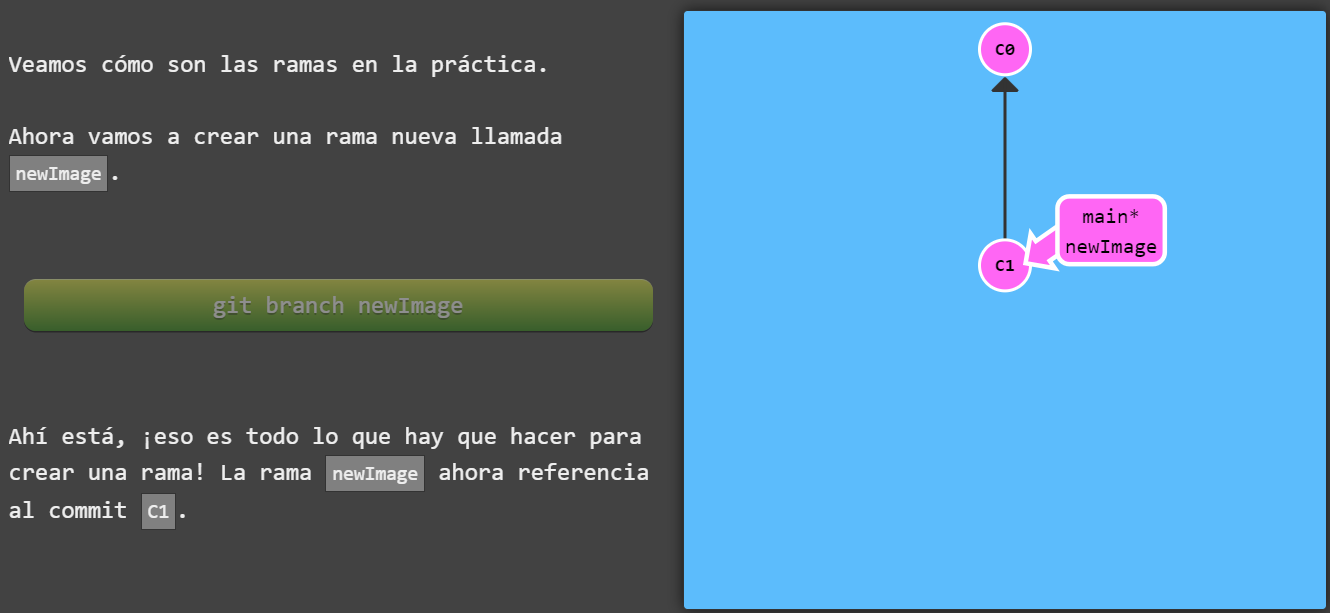 Veamos cómo son las ramas en la práctica.
Ahora vamos a crear una rama nueva llamada
newImage.
git branch newImage
Ahí está, ¡eso es todo lo que hay que hacer para
crear una rama! La rama newImage ahora referencia
al commit C1.
C0
main*
newImage
C1